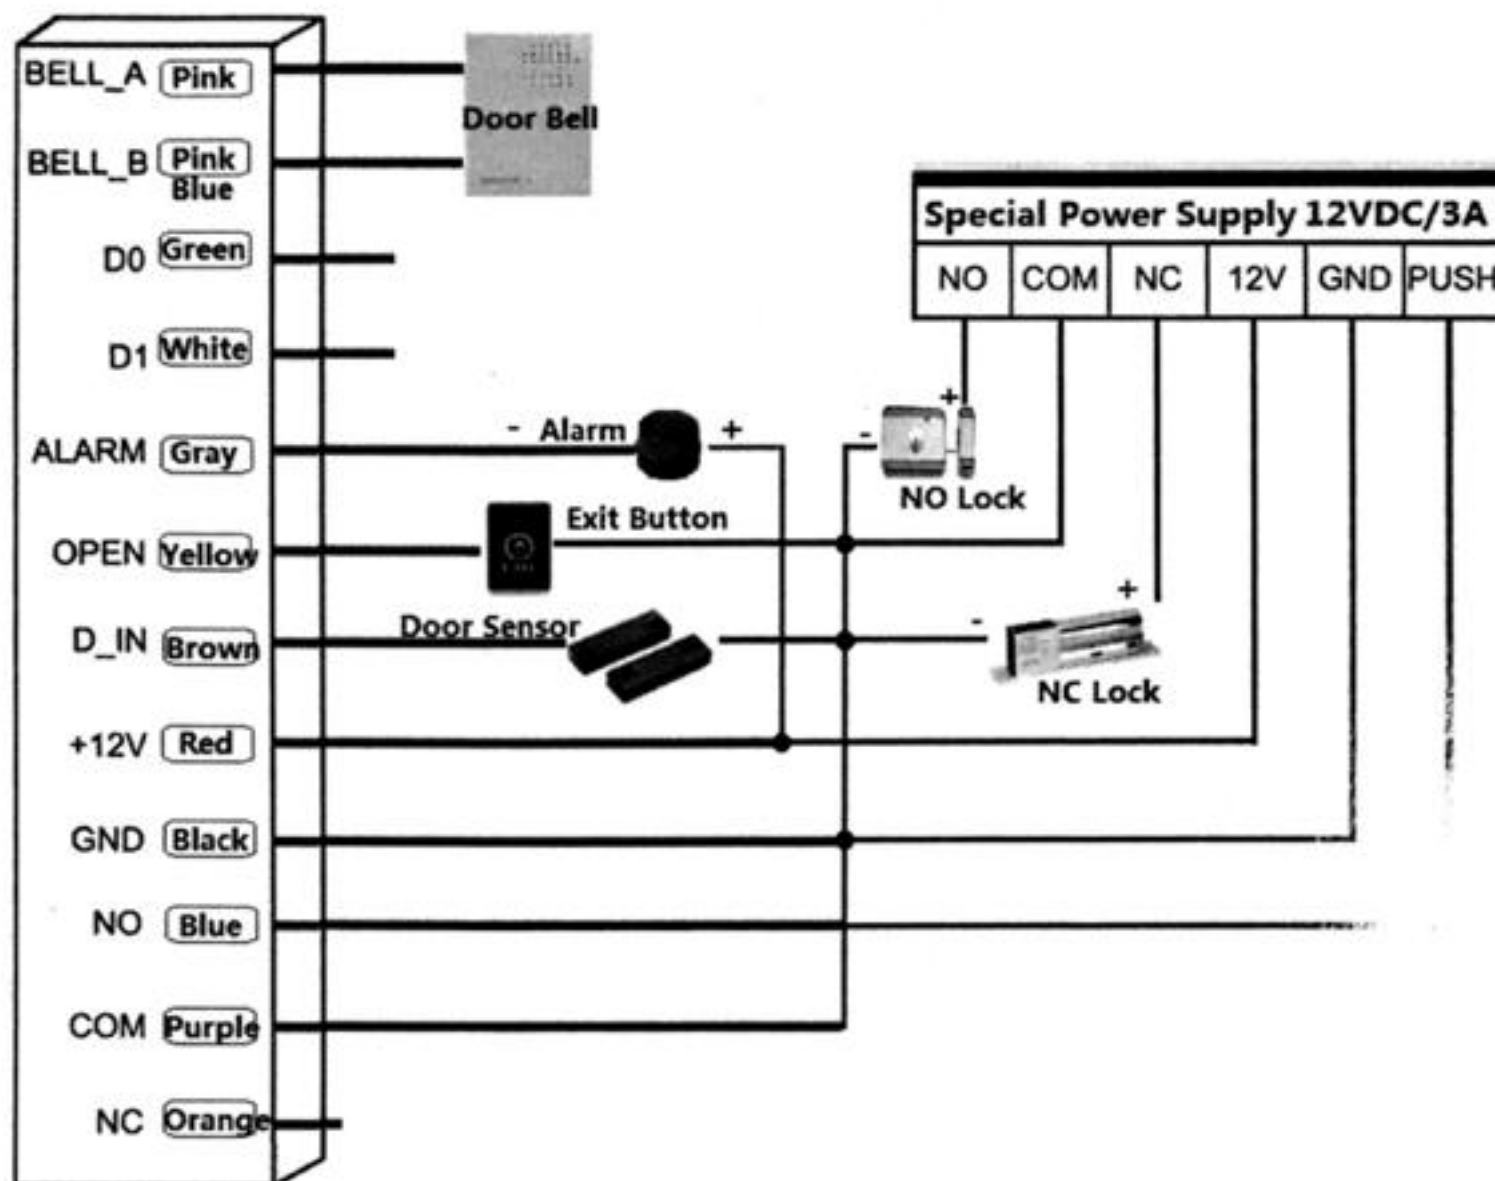 BELL_A Pink
Door Bell
BELL_B Pink
Blue
Special Power Supply 12VDC/3A
D0 Green
NO COM NC 12V GND PUSH
D1 White
+
ALARM Gray - Alarm + -
NO Lock
Exit Button
OPEN Yellow
+
Door Sensor -
D_IN Brown
NC Lock
+12V Red
GND Black
NO Blue
COM Purple
NC Orange